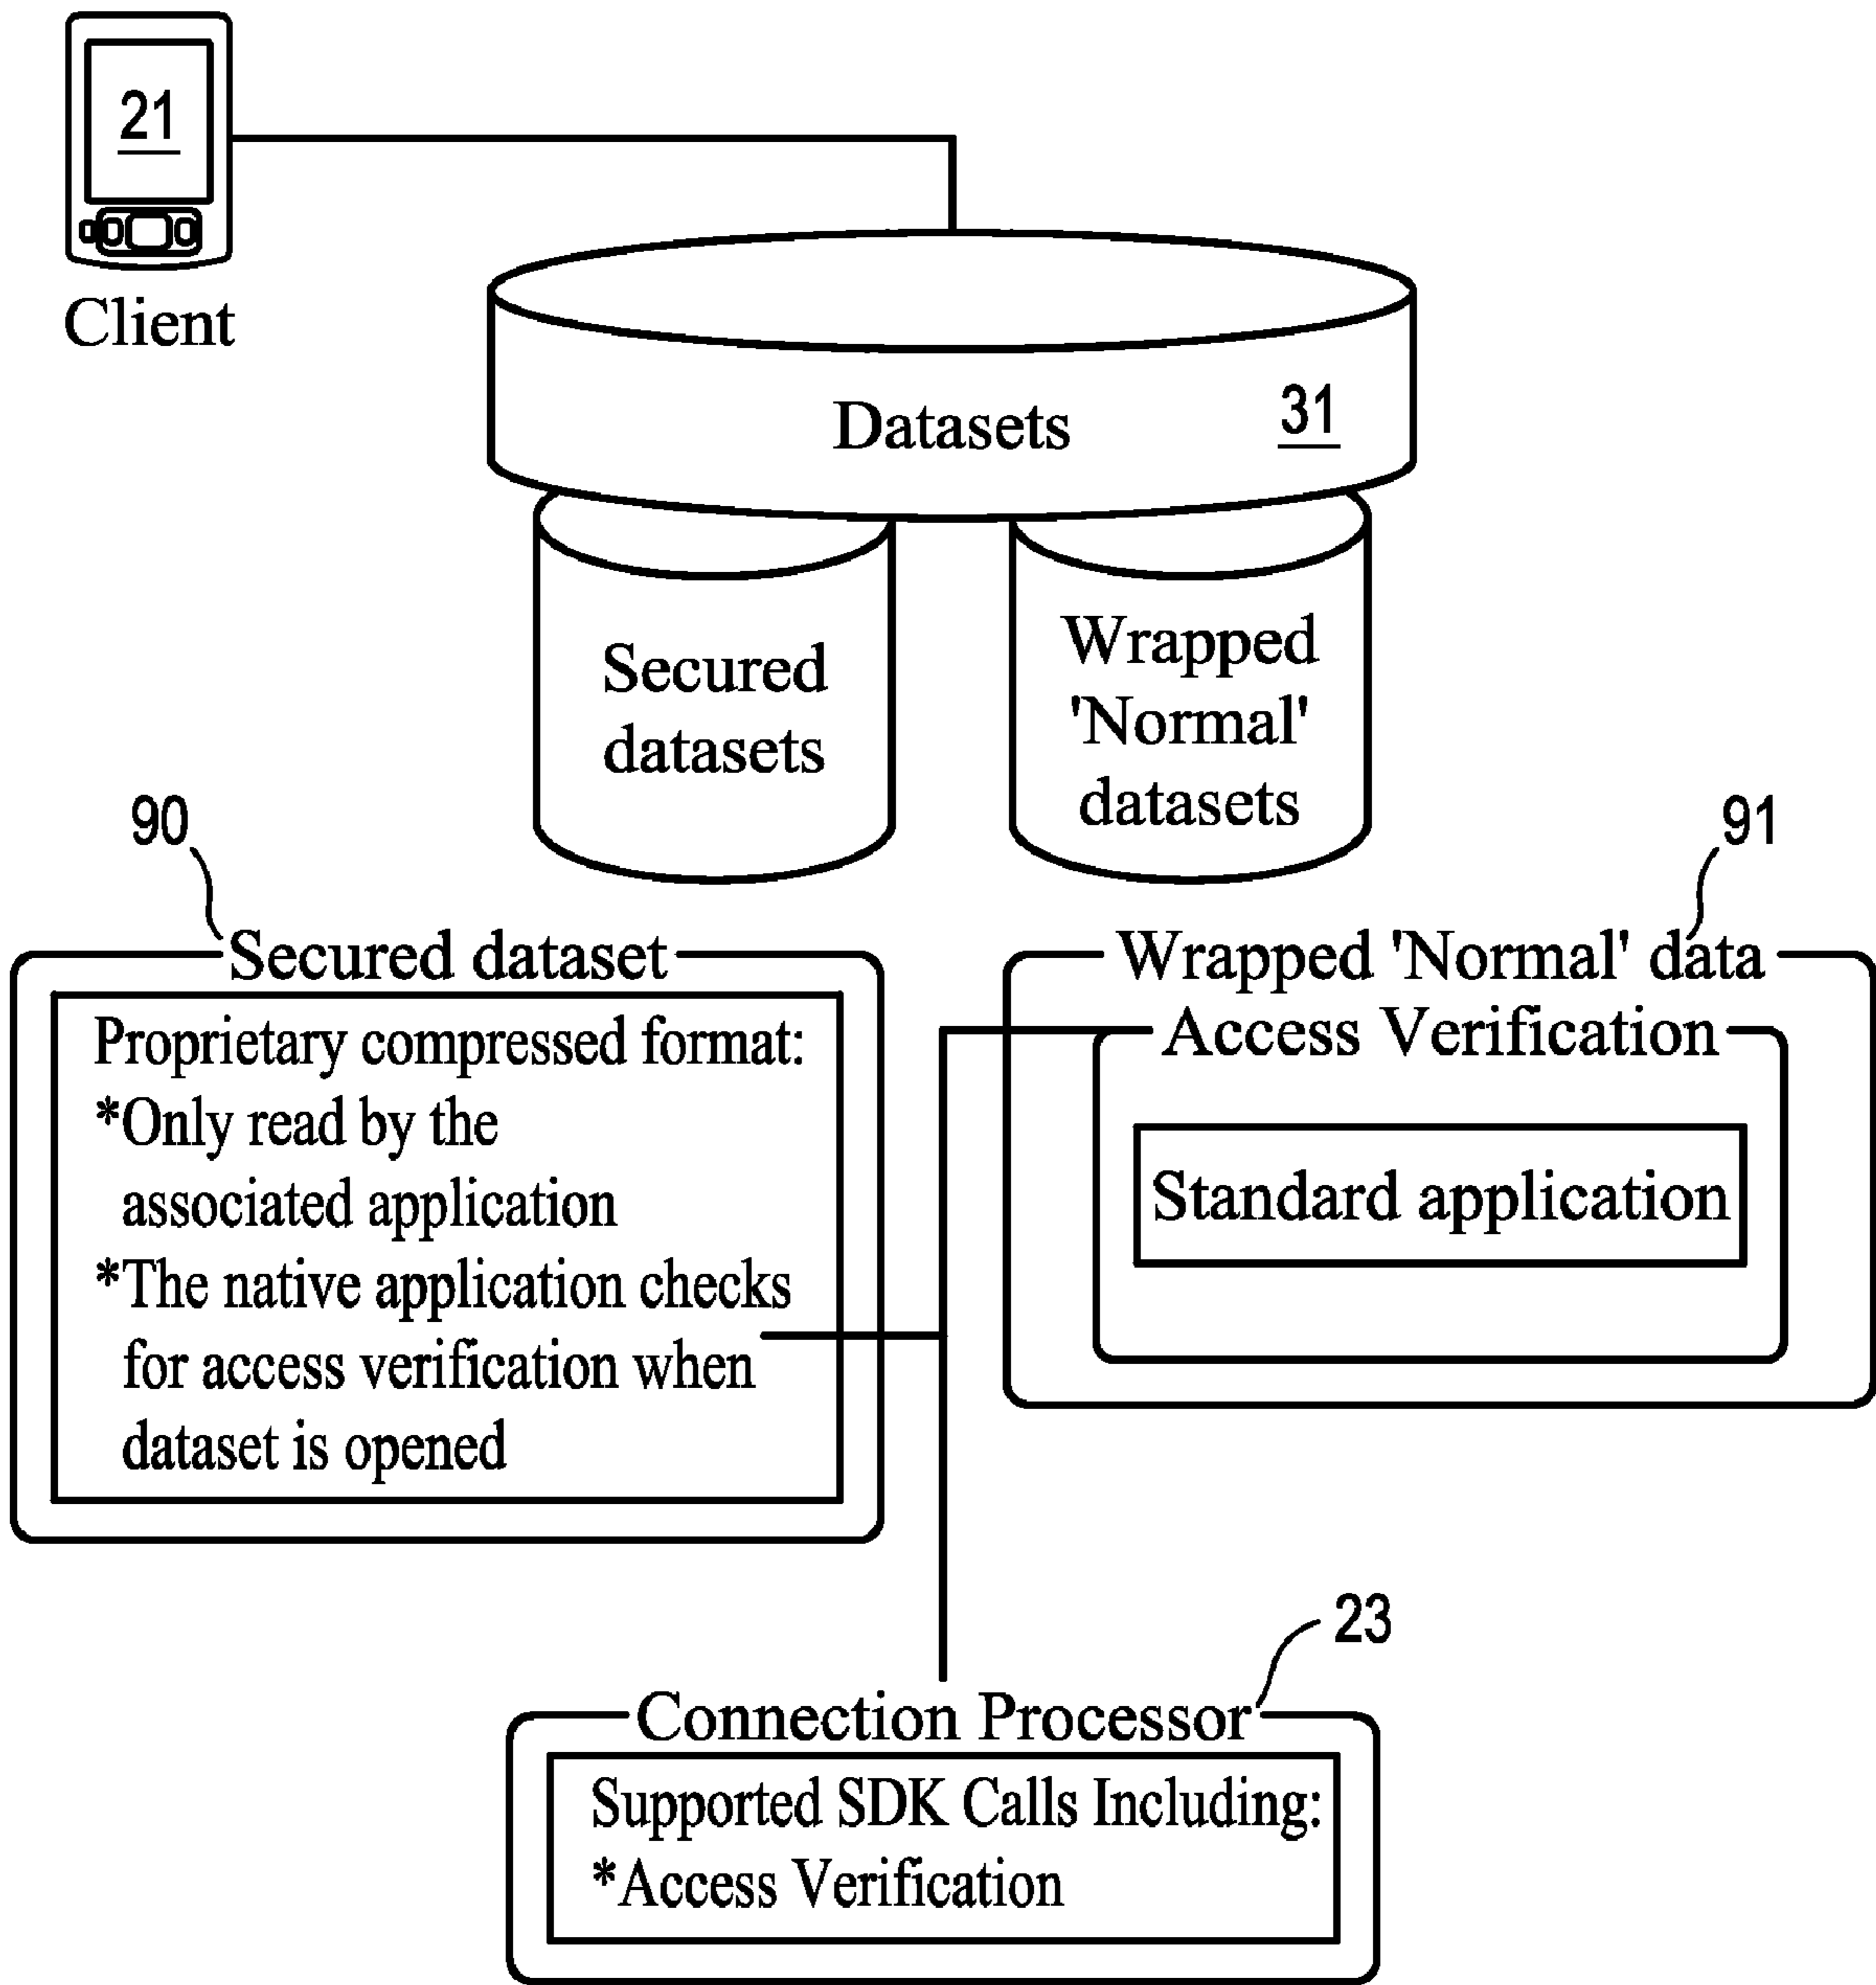 21
Client
Datasets
31
Secured
datasets
Wrapped
'Normal'
datasets
90
Secured dataset
Proprietary compressed format:
*Only read by the
associated application
*The native application checks
for access verification when
dataset is opened
91
Wrapped 'Normal' data
Access Verification
Standard application
23
Connection Processor
Supported SDK Calls Including:
*Access Verification